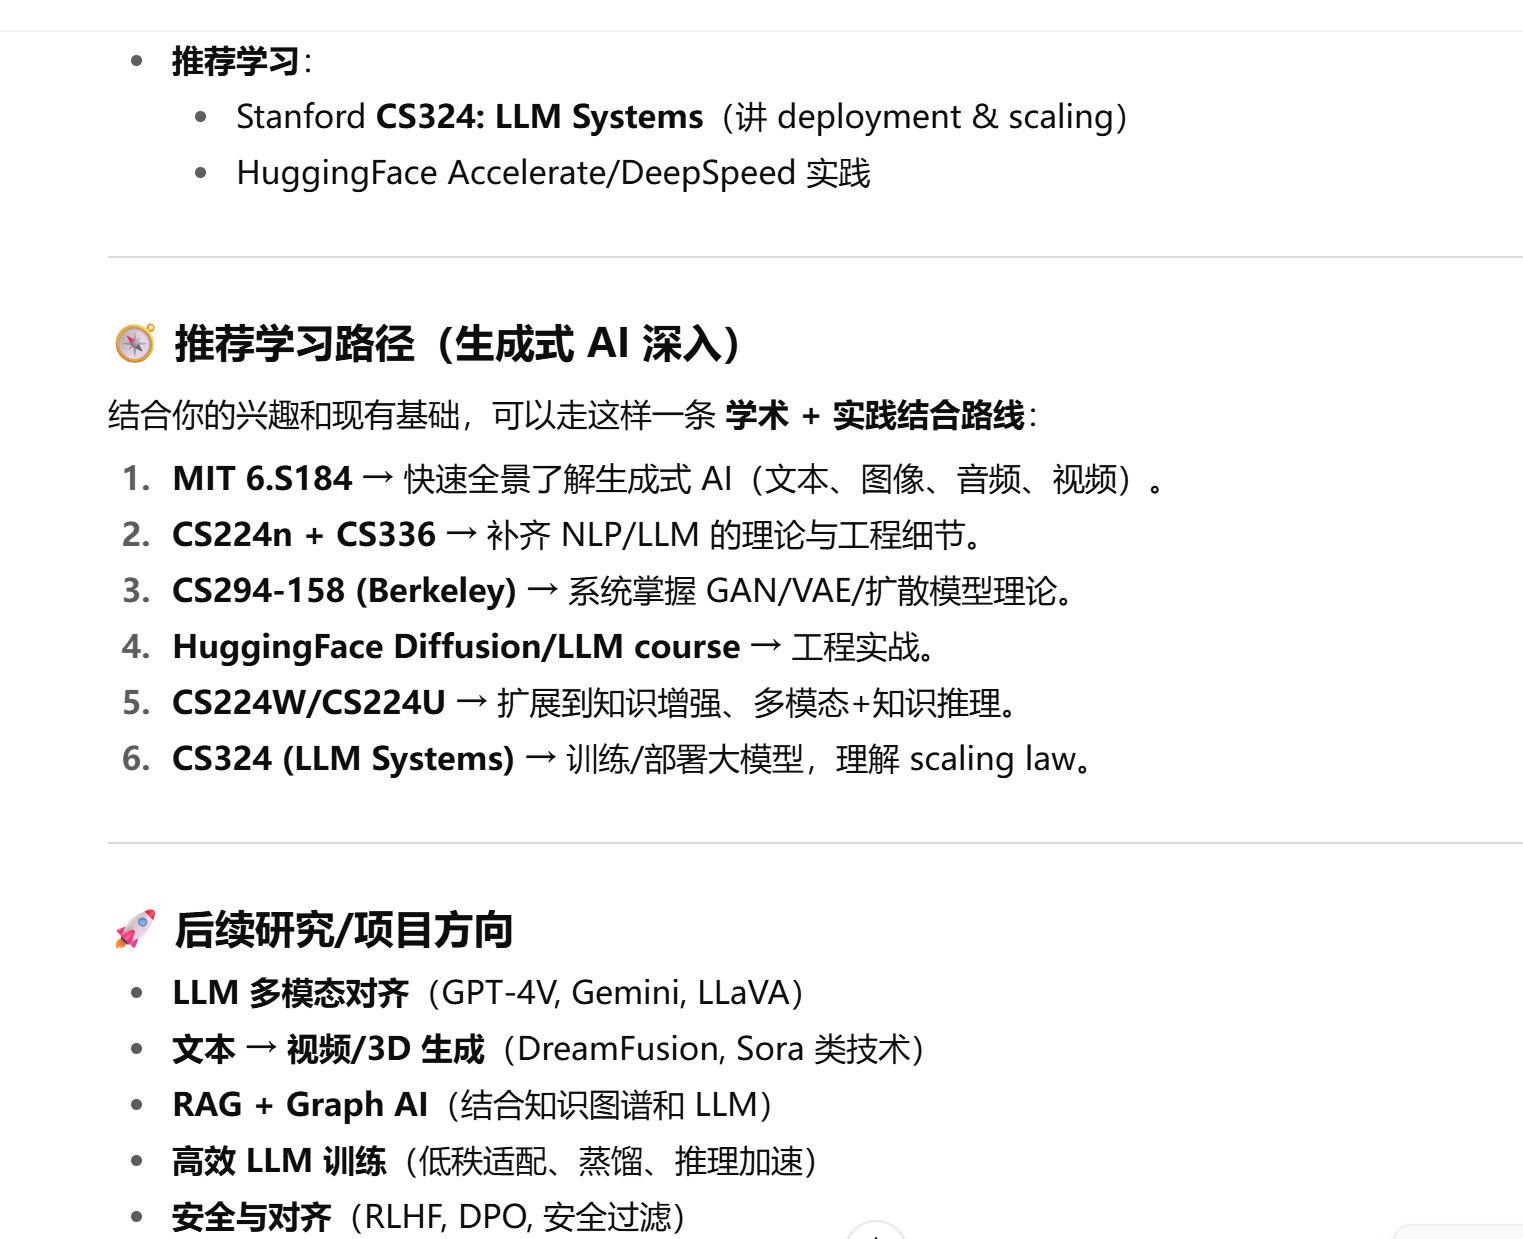 推荐学习：
Stanford CS324: LLM Systems（讲 deployment & scaling）
HuggingFace Accelerate/DeepSpeed 实践
推荐学习路径（生成式 AI 深入）
结合你的兴趣和现有基础，可以走这样一条 学术 + 实践结合路线：
1. MIT 6.S184 → 快速全景了解生成式 AI（文本、图像、音频、视频）。
2. CS224n + CS336 → 补齐 NLP/LLM 的理论与工程细节。
3. CS294-158 (Berkeley) → 系统掌握 GAN/VAE/扩散模型理论。
4. HuggingFace Diffusion/LLM course → 工程实战。
5. CS224W/CS224U → 扩展到知识增强、多模态+知识推理。
6. CS324 (LLM Systems) → 训练/部署大模型，理解 scaling law。
后续研究/项目方向
LLM 多模态对齐（GPT-4V, Gemini, LLaVA）
文本 → 视频/3D 生成（DreamFusion, Sora 类技术）
RAG + Graph AI（结合知识图谱和 LLM）
高效 LLM 训练（低秩适配、蒸馏、推理加速）
安全与对齐（RLHF, DPO, 安全过滤）